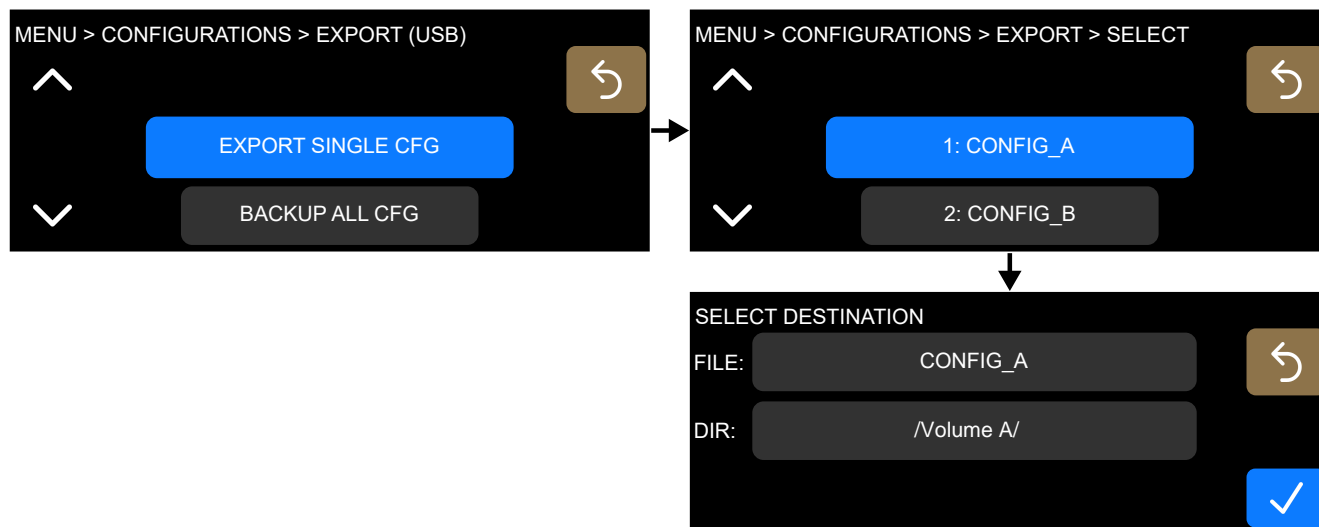 MENU > CONFIGURATIONS > EXPORT (USB)
EXPORT SINGLE CFG
BACKUP ALL CFG
MENU > CONFIGURATIONS > EXPORT > SELECT
1: CONFIG_A
2: CONFIG_B
SELECT DESTINATION
FILE: CONFIG_A
DIR: /Volume A/